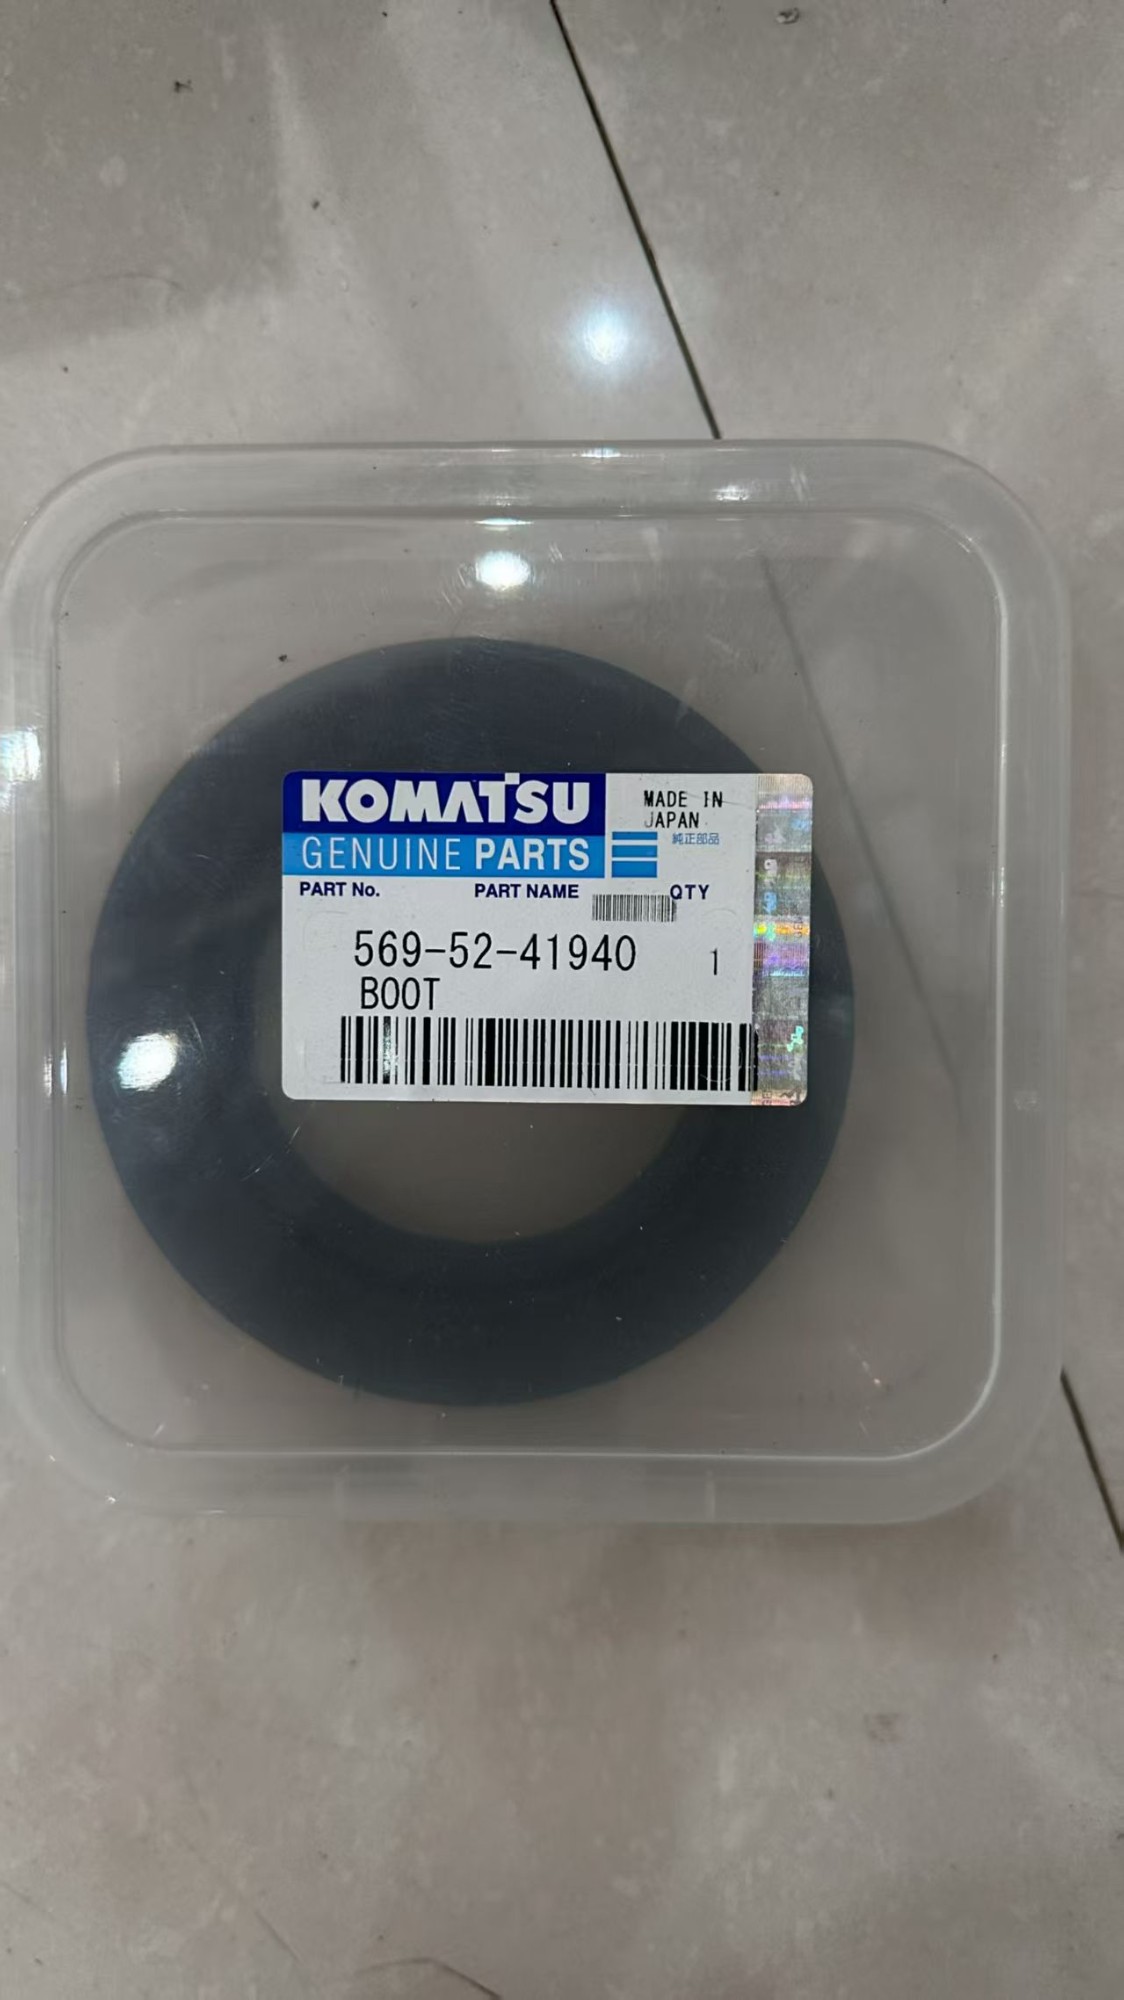 KOMATSU
MADE IN
JAPAN
純正部品
GENUINE PARTS
PART No. PART NAME QTY
569-52-41940 1
BOOT